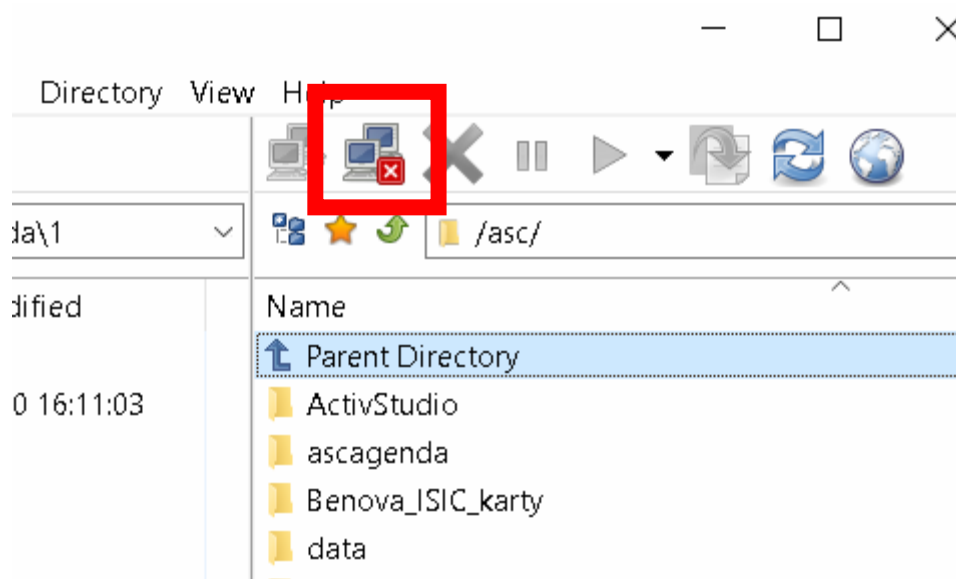 Directory View Help
da\1
/asc/
dified
Name
Parent Directory
0 16:11:03
ActivStudio
ascagenda
Benova_ISIC_karty
data